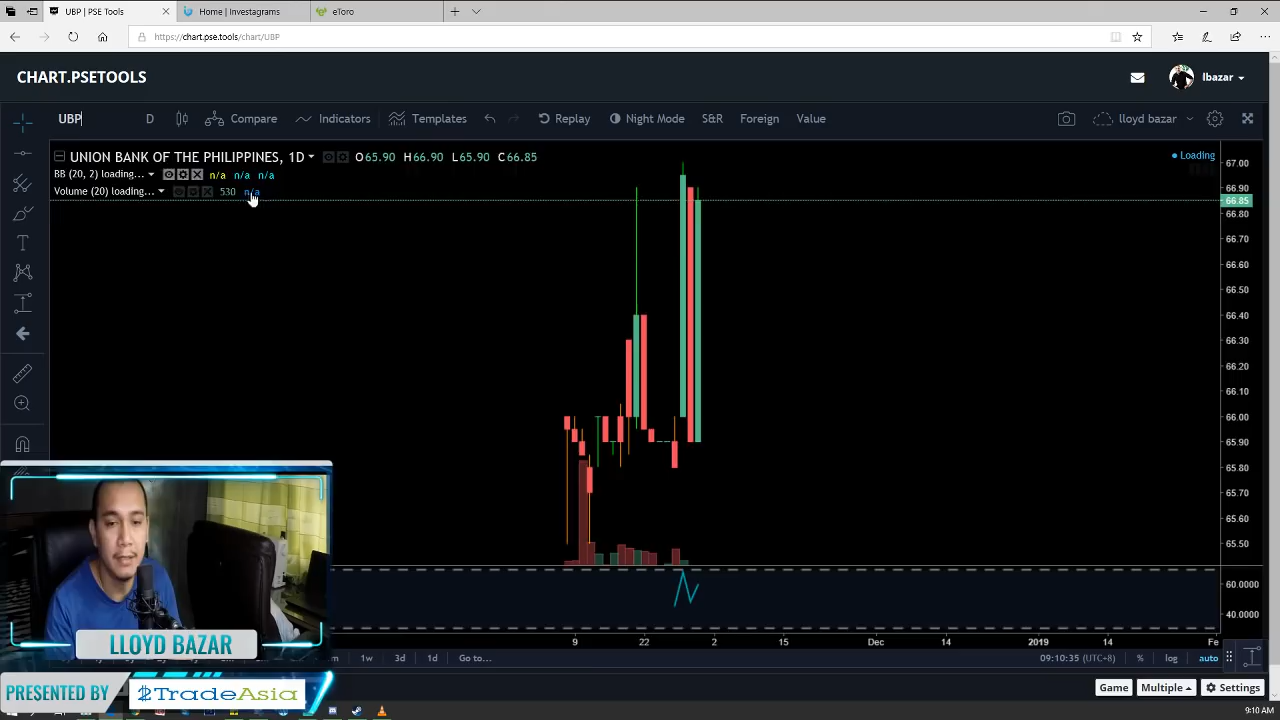 UBP | PSE Tools
Home | Investagrams
eToro
https://chart.pse.tools/chart/UBP
CHART.PSETOOLS
lbazar
UBP
D
Compare
Indicators
Templates
Replay
Night Mode
S&R
Foreign
Value
lloyd bazar
UNION BANK OF THE PHILIPPINES, 1D
O65.90 H66.90 L65.90 C66.85
Loading
BB (20, 2) loading... n/a n/a n/a
Volume (20) loading... 530 n/a
67.00
66.90
66.85
66.80
66.70
66.60
66.50
66.40
66.30
66.20
66.10
66.00
65.90
65.80
65.70
65.60
65.50
60.0000
40.0000
9 22 2 15 Dec 14 2019 14 Fe
1w 3d 1d Go to...
09:10:35 (UTC+8) % log auto
LLOYD BAZAR
PRESENTED BY
$TradeAsia
Game
Multiple
Settings
9:10 AM